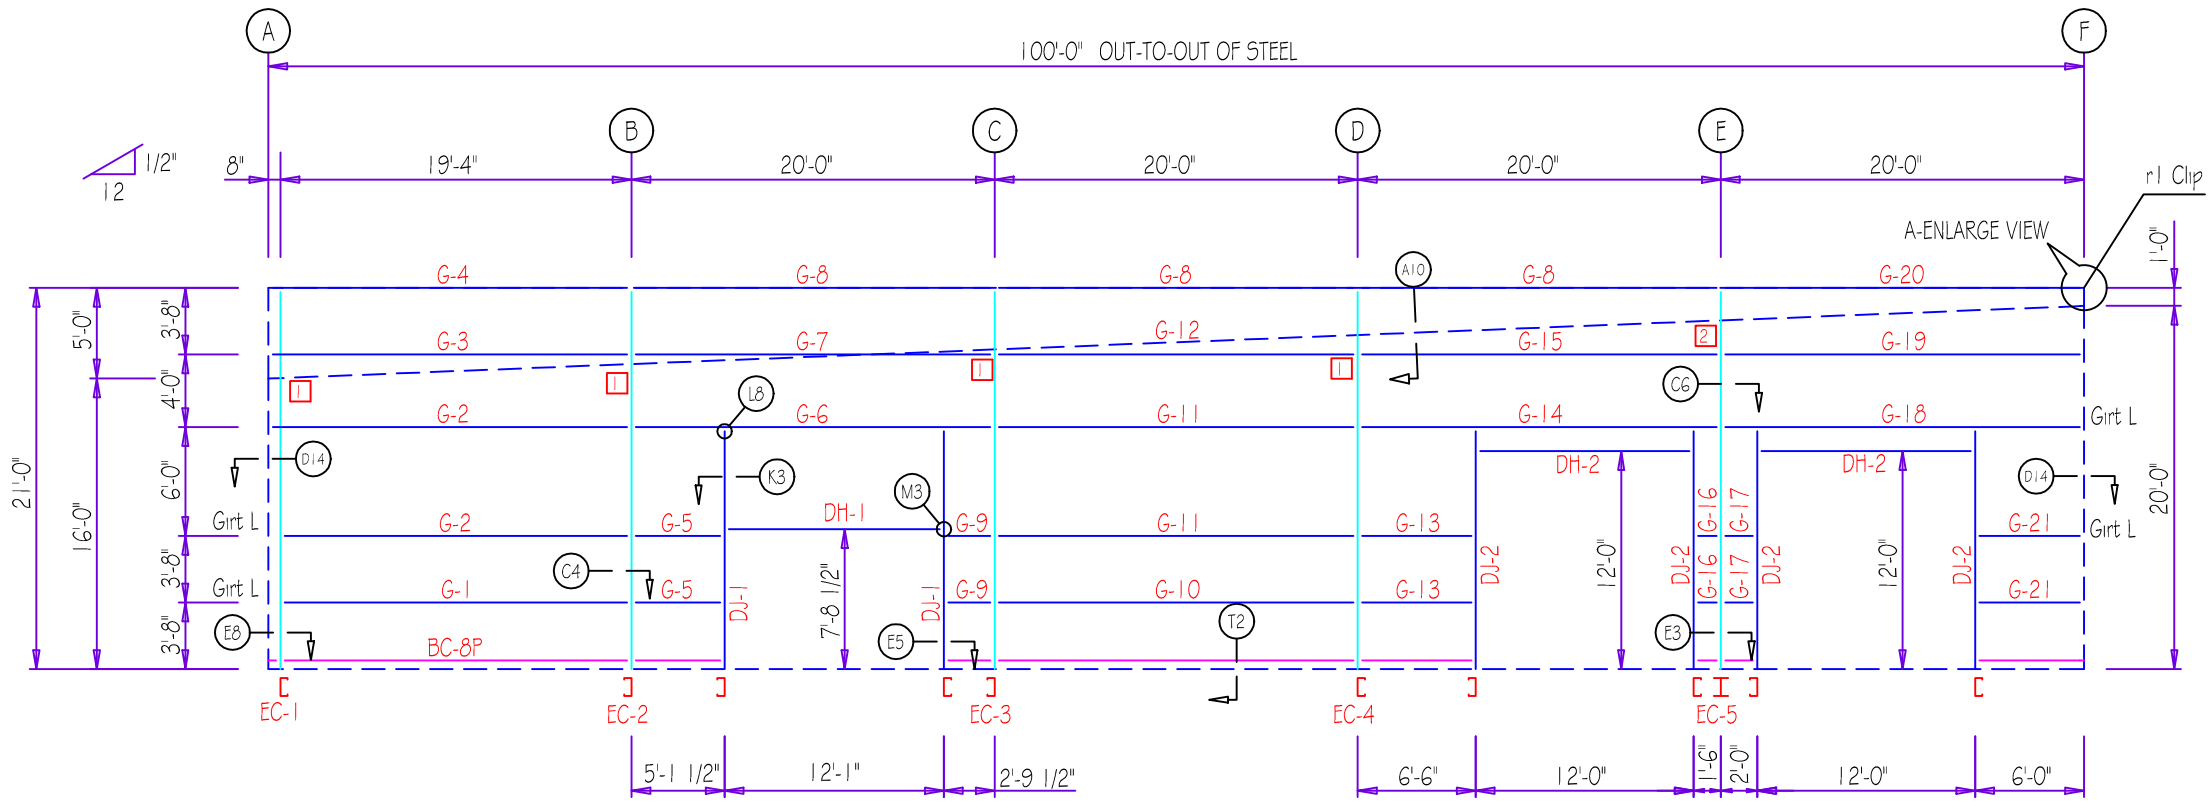 A
F
100'-0" OUT-TO-OUT OF STEEL
B
C
D
E
1/2"
12
8"
19'-4"
20'-0"
20'-0"
20'-0"
20'-0"
r1 Clip
A-ENLARGE VIEW
1'-0"
G-4
G-8
G-8
A10
G-8
G-20
5'-0"
3'-8"
G-3
G-7
G-12
G-15
2
G-19
1
1
1
1
4'-0"
L8
C6
G-2
G-6
G-11
G-14
G-18
Girt L
21'-0"
16'-0"
6'-0"
D14
K3
M3
DH-2
DH-2
D14
20'-0"
Girt L
G-2
G-5
DH-1
G-9
G-11
G-13
G-16
G-17
G-21
Girt L
3'-8"
C4
7'-8 1/2"
DJ-2
12'-0"
DJ-2
DJ-2
12'-0"
DJ-2
Girt L
G-1
G-5
DJ-1
DJ-1
G-9
G-10
G-13
G-16
G-17
G-21
3'-8"
E8
BC-8P
E5
T2
E3
EC-1
EC-2
EC-3
EC-4
EC-5
5'-1 1/2"
12'-1"
2'-9 1/2"
6'-6"
12'-0"
1'-6"
2'-0"
12'-0"
6'-0"